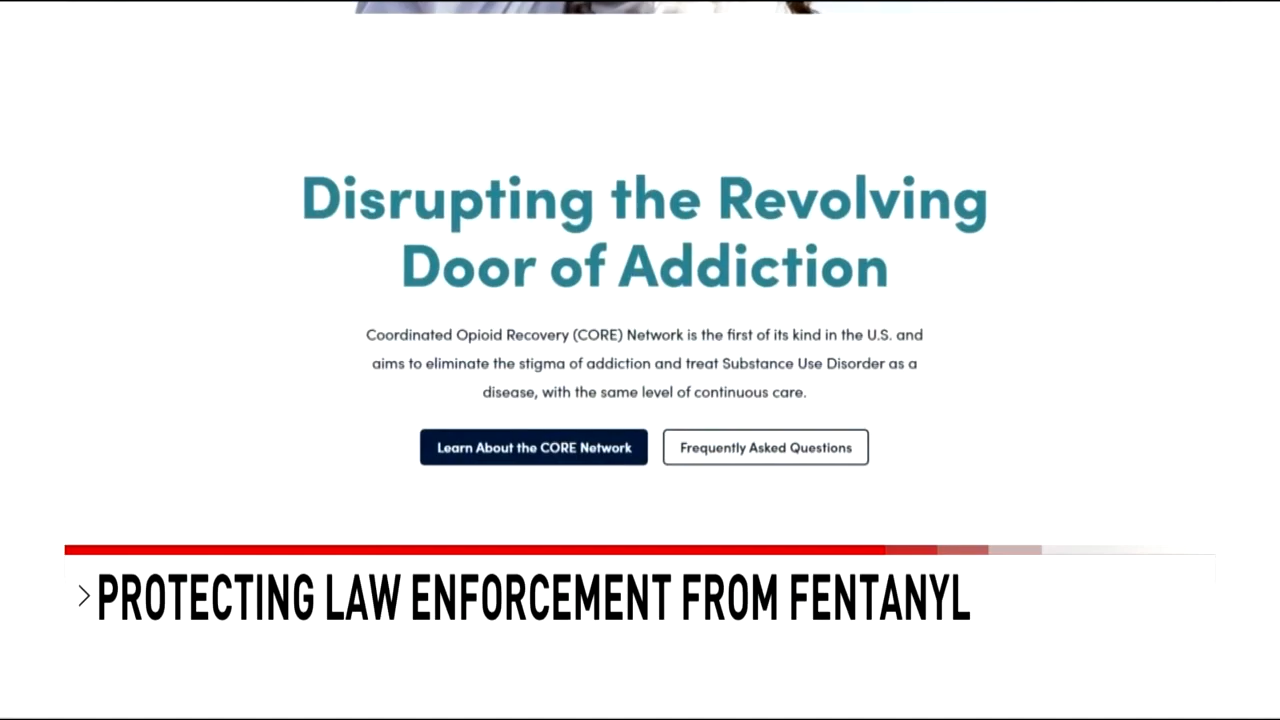 Disrupting the Revolving
Door of Addiction
Coordinated Opioid Recovery (CORE) Network is the first of its kind in the U.S. and
aims to eliminate the stigma of addiction and treat Substance Use Disorder as a
disease, with the same level of continuous care.
Learn About the CORE Network
Frequently Asked Questions
PROTECTING LAW ENFORCEMENT FROM FENTANYL